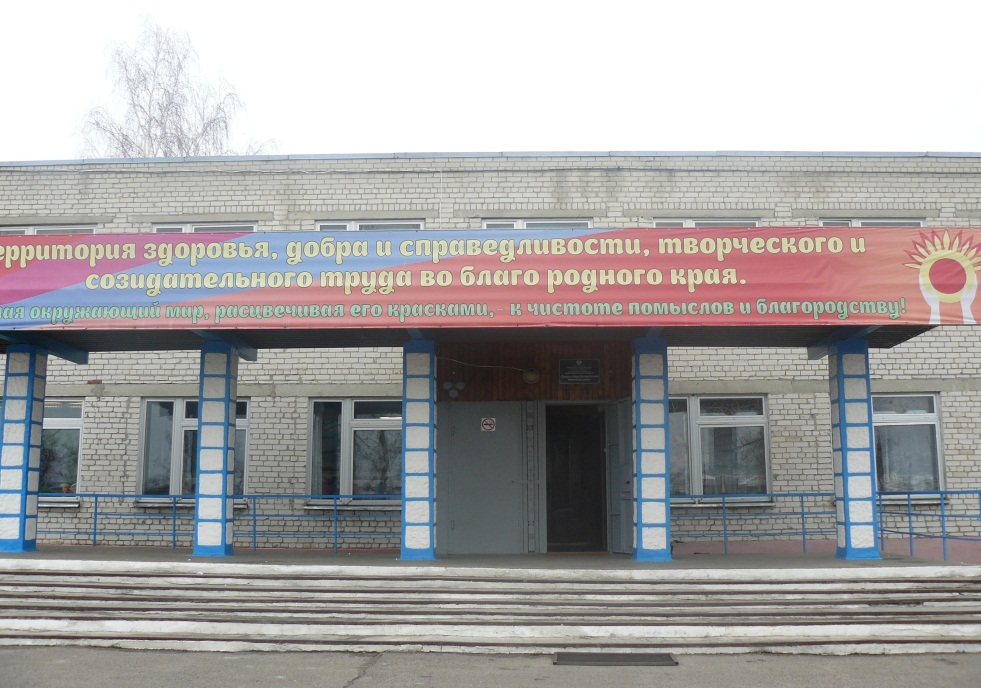 ерритория здоровья, добра и справедливости, творческого и
созидательного труда во благо родного края.
ая окружающий мир, расцвечивая его красками, к чистоте помыслов и благородству!